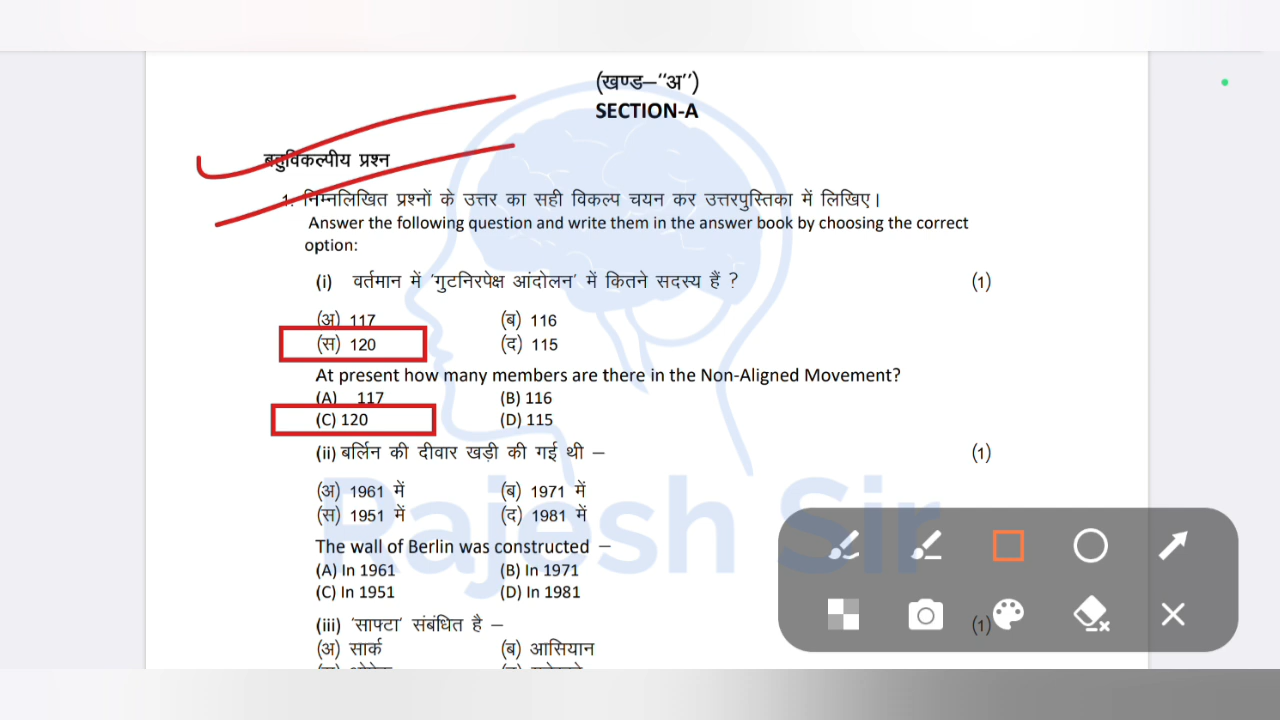 (खण्ड–"अ")
SECTION-A
बहुविकल्पीय प्रश्न
1. निम्नलिखित प्रश्नों के उत्तर का सही विकल्प चयन कर उत्तरपुस्तिका में लिखिए।
Answer the following question and write them in the answer book by choosing the correct
option:
(i) वर्तमान में 'गुटनिरपेक्ष आंदोलन' में कितने सदस्य हैं ? (1)
(अ) 117 (ब) 116
(स) 120 (द) 115
At present how many members are there in the Non-Aligned Movement?
(A) 117 (B) 116
(C) 120 (D) 115
(ii) बर्लिन की दीवार खड़ी की गई थी – (1)
(अ) 1961 में (ब) 1971 में
(स) 1951 में (द) 1981 में
The wall of Berlin was constructed –
(A) In 1961 (B) In 1971
(C) In 1951 (D) In 1981
(iii) 'साफ्टा' संबंधित है – (1)
(अ) सार्क (ब) आसियान
Rajesh Sir